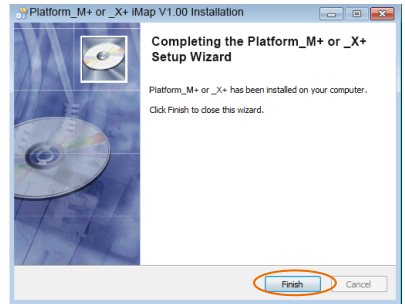 Platform_M+ or _X+ iMap V1.00 Installation
Completing the Platform_M+ or _X+
Setup Wizard
Platform_M+ or _X+ has been installed on your computer.
Click Finish to close this wizard.
Finish
Cancel